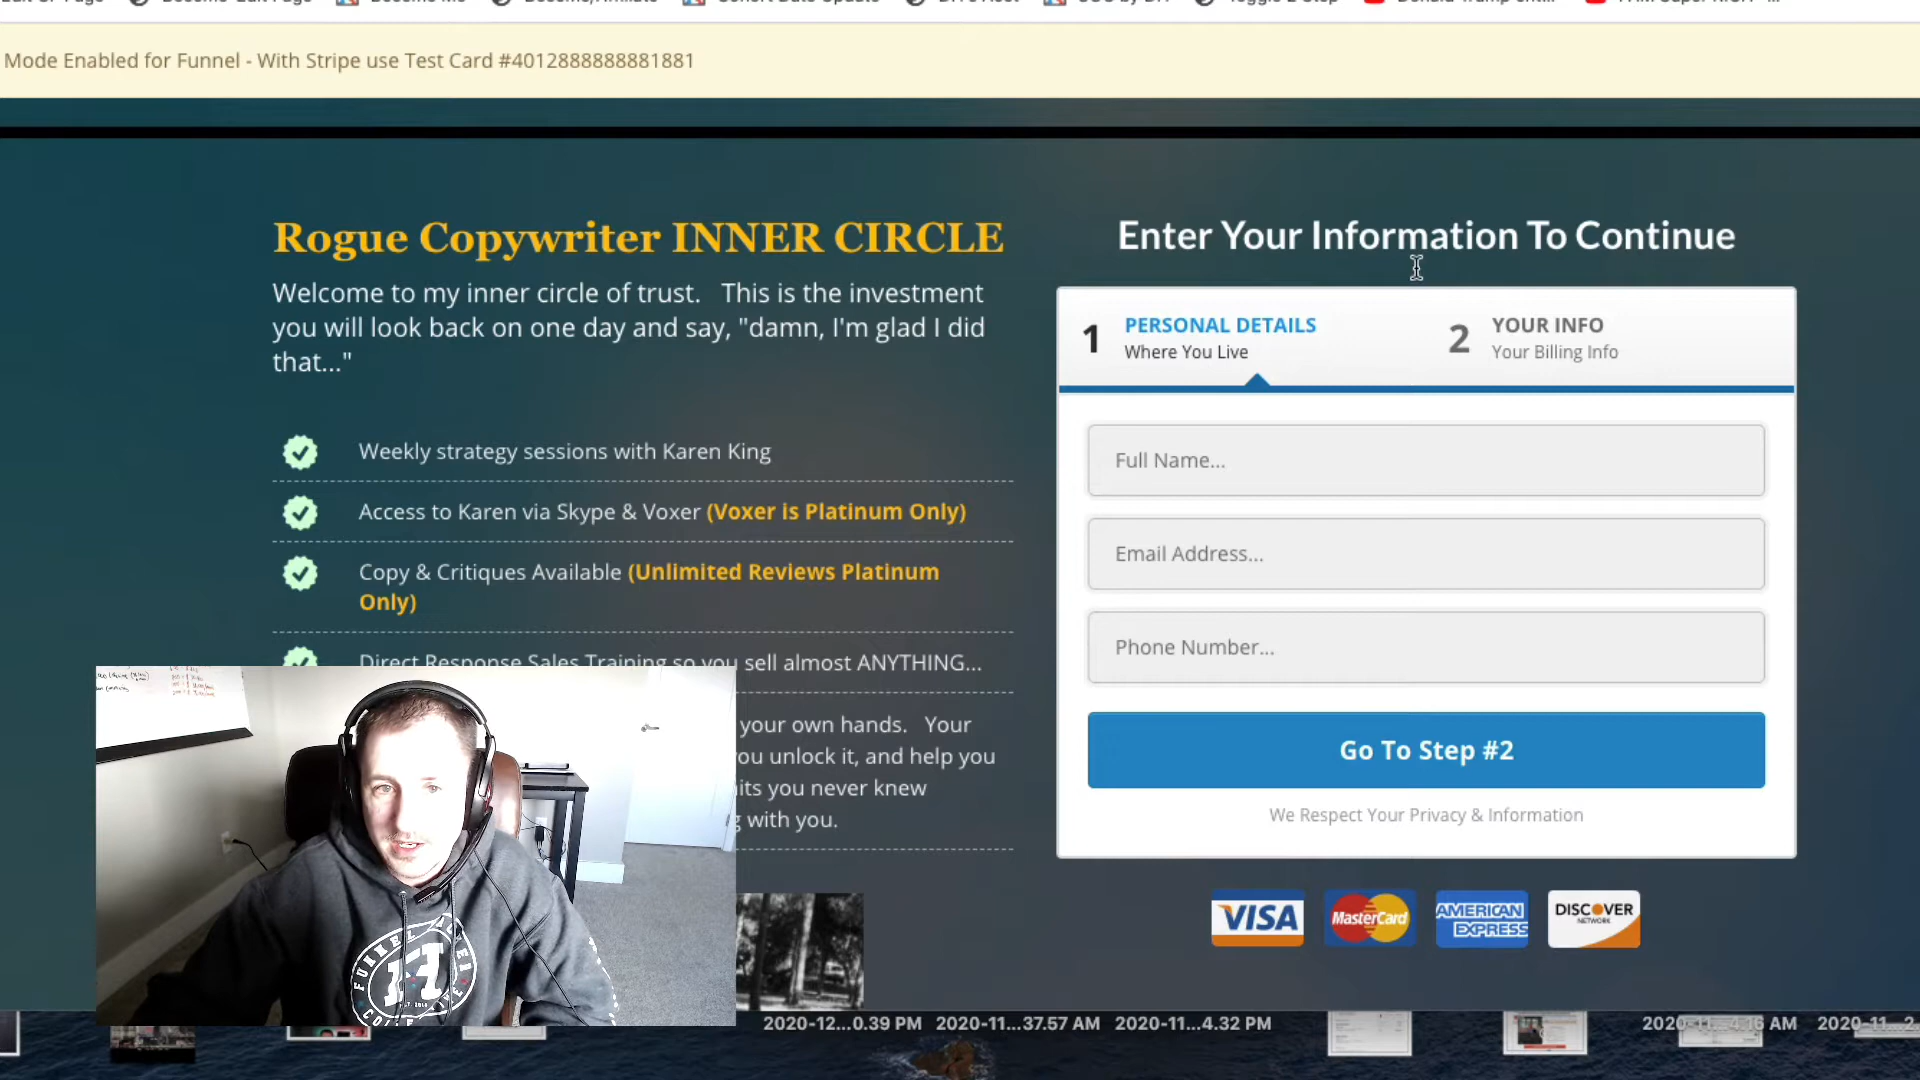 Mode Enabled for Funnel - With Stripe use Test Card #4012888888881881
Rogue Copywriter INNER CIRCLE
Welcome to my inner circle of trust. This is the investment
you will look back on one day and say, "damn, I'm glad I did
that..."
Weekly strategy sessions with Karen King
Access to Karen via Skype & Voxer (Voxer is Platinum Only)
Copy & Critiques Available (Unlimited Reviews Platinum
Only)
Direct Response Sales Training so you sell almost ANYTHING...
your own hands. Your
you unlock it, and help you
you never knew
with you.
Enter Your Information To Continue
1 PERSONAL DETAILS
Where You Live
2 YOUR INFO
Your Billing Info
Full Name...
Email Address...
Phone Number...
Go To Step #2
We Respect Your Privacy & Information
VISA
MasterCard
AMERICAN
EXPRESS
DISCOVER
NETWORK
FUNNEL
H
2020-12...0.39 PM
2020-11...37.57 AM
2020-11...4.32 PM